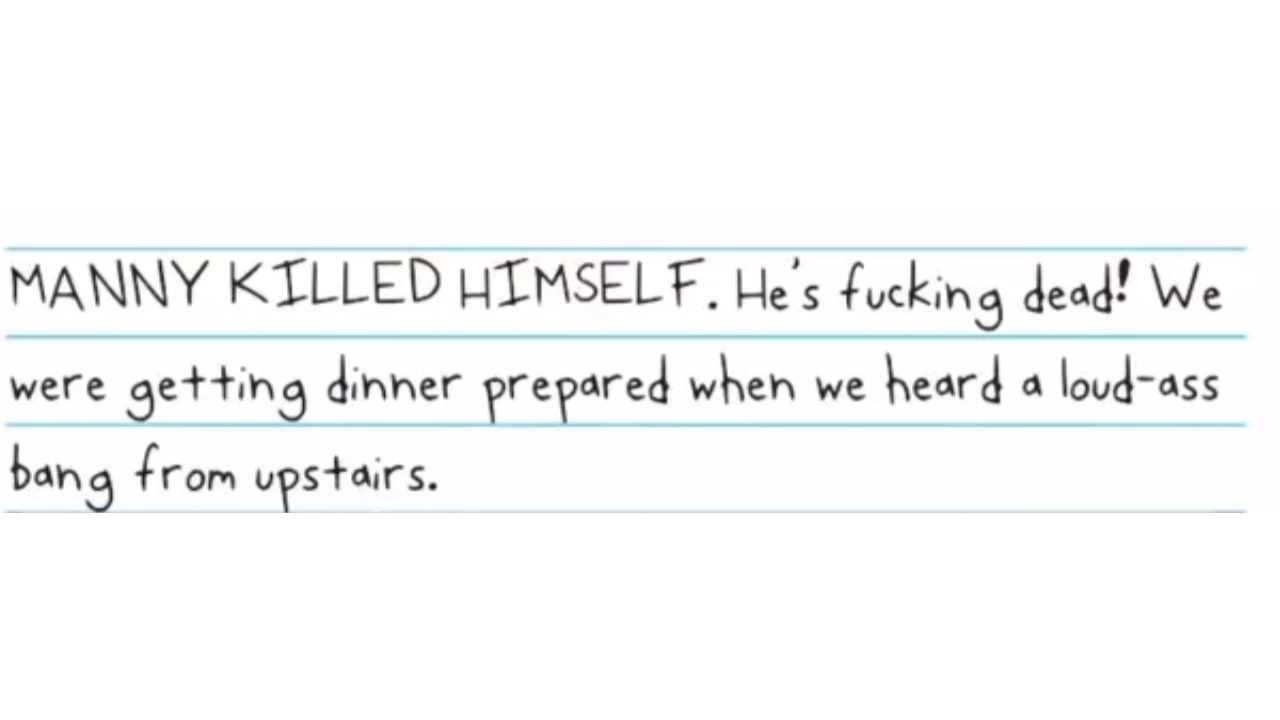 MANNY KILLED HIMSELF. He's fucking dead! We
were getting dinner prepared when we heard a loud-ass
bang from upstairs.